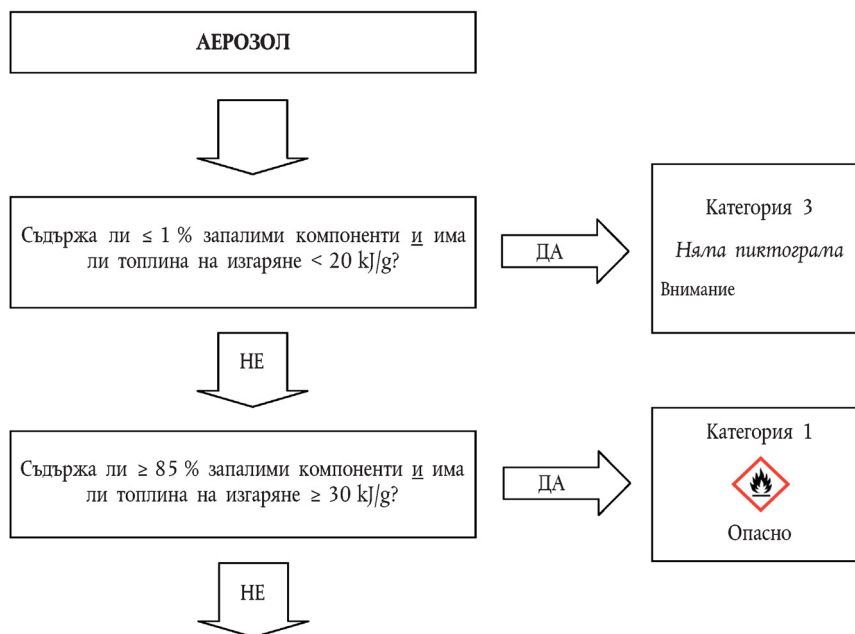 АЕРОЗОЛ
Съдържа ли ≤ 1 % запалими компоненти и има
ли топлина на изгаряне < 20 kJ/g?
ДА
Категория 3
Няма пиктограма
Внимание
НЕ
Съдържа ли ≥ 85 % запалими компоненти и има
ли топлина на изгаряне ≥ 30 kJ/g?
ДА
Категория 1
Опасно
НЕ